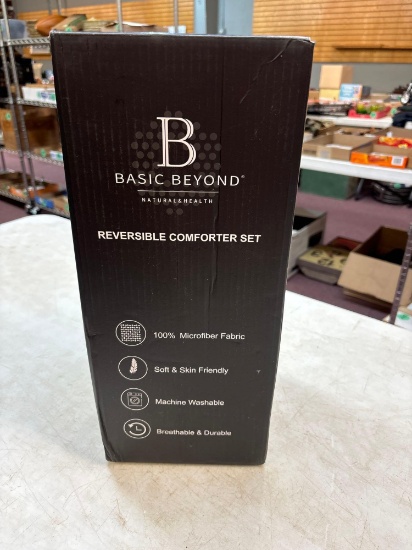 B
BASIC BEYOND®
NATURAL&HEALTH
REVERSIBLE COMFORTER SET
100% Microfiber Fabric
Soft & Skin Friendly
Machine Washable
Breathable & Durable